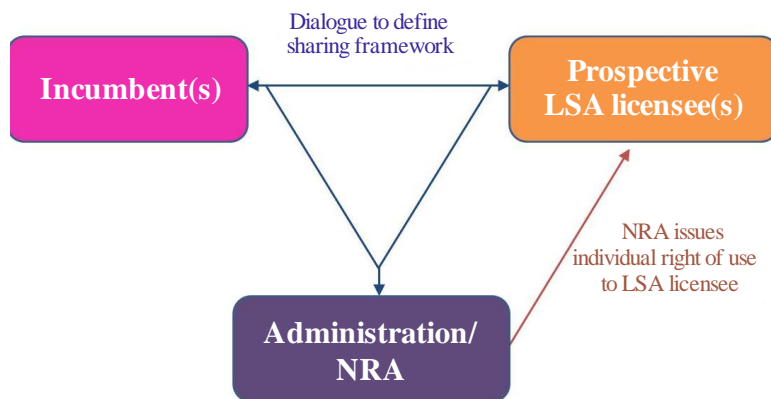 Dialogue to define
sharing framework
Incumbent(s)
Prospective
LSA licensee(s)
NRA issues
individual right of use
to LSA licensee
Administration/
NRA